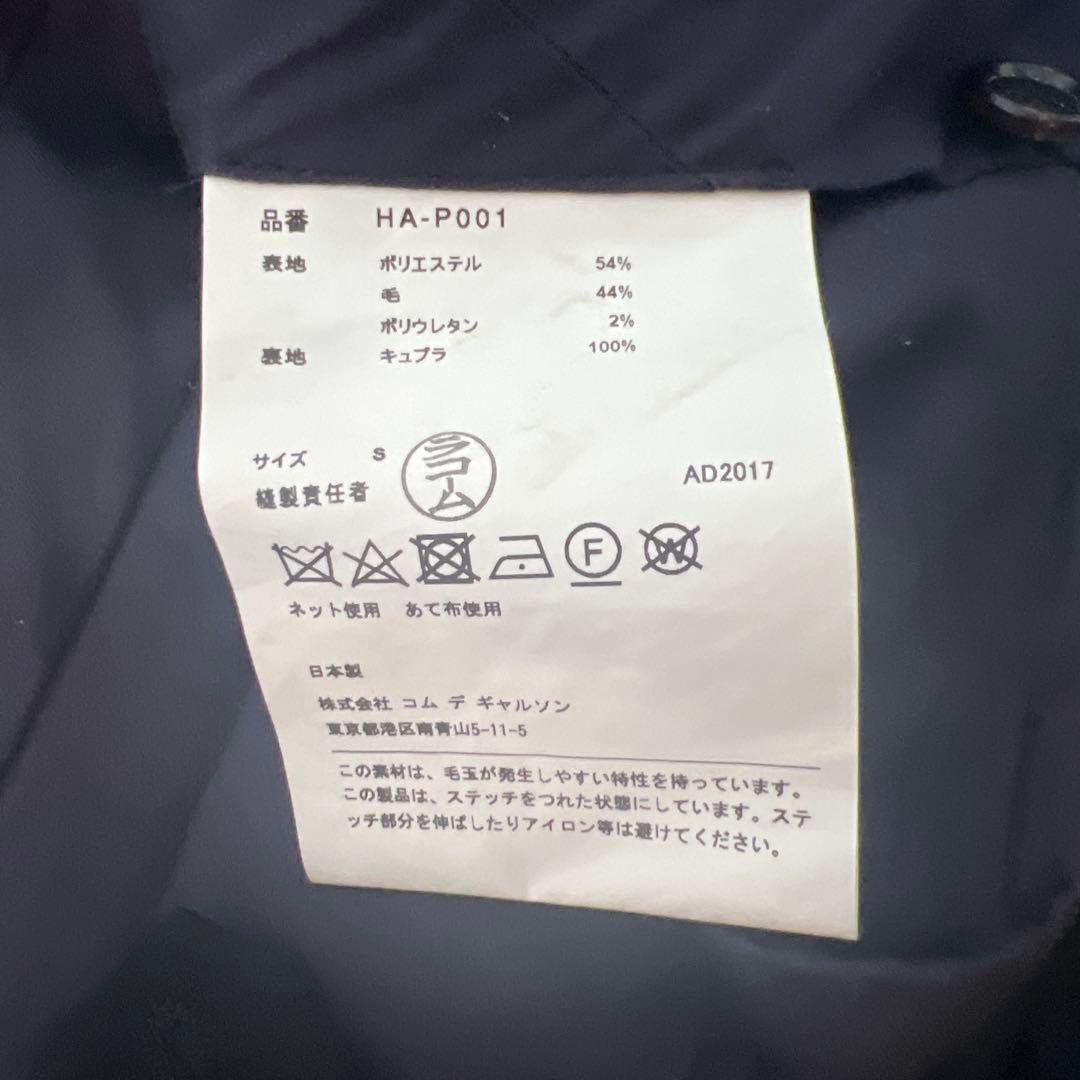 品番 HA-P001
表地 ポリエステル 54%
毛 44%
ポリウレタン 2%
裏地 キュプラ 100%
サイズ S
縫製責任者 ラコーム
AD2017
F W
ネット使用 あて布使用
日本製
株式会社 コム デ ギャルソン
東京都港区南青山5-11-5
この素材は、毛玉が発生しやすい特性を持っています。
この製品は、ステッチをつれた状態にしています。ステ
ッチ部分を伸ばしたりアイロン等は避けてください。